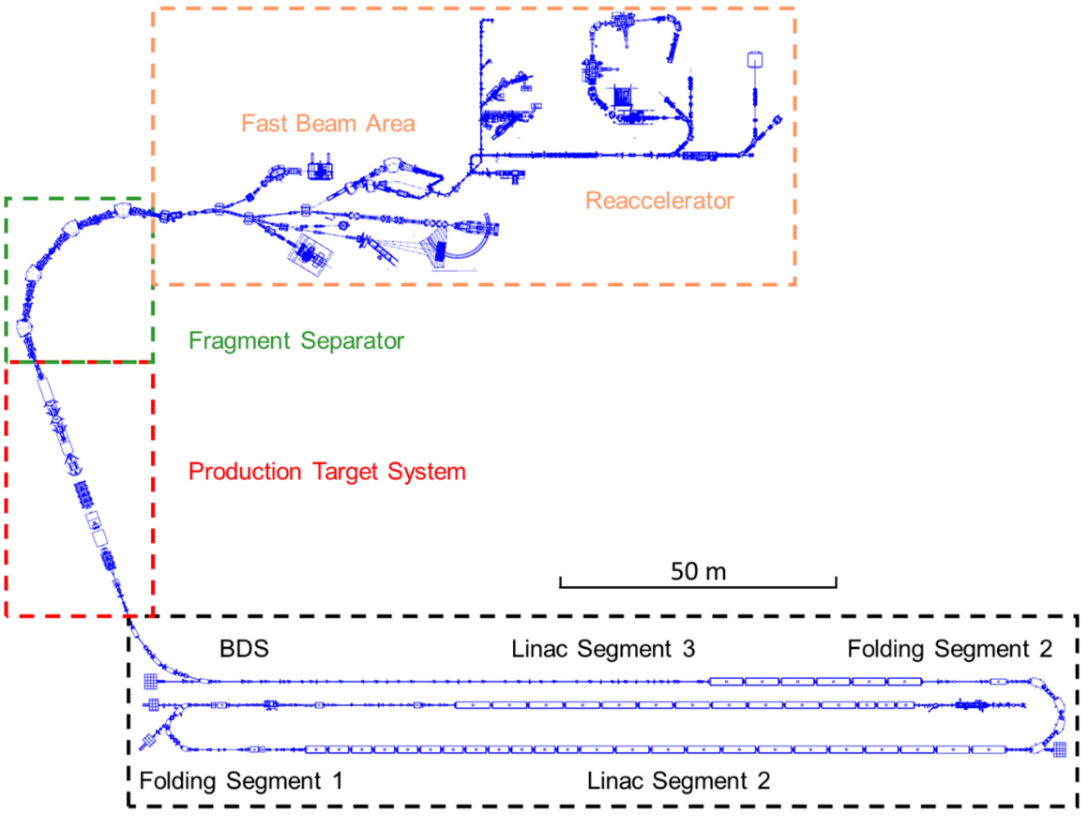 Fast Beam Area
Reaccelerator
Fragment Separator
Production Target System
50 m
BDS
Linac Segment 3
Folding Segment 2
Folding Segment 1
Linac Segment 2